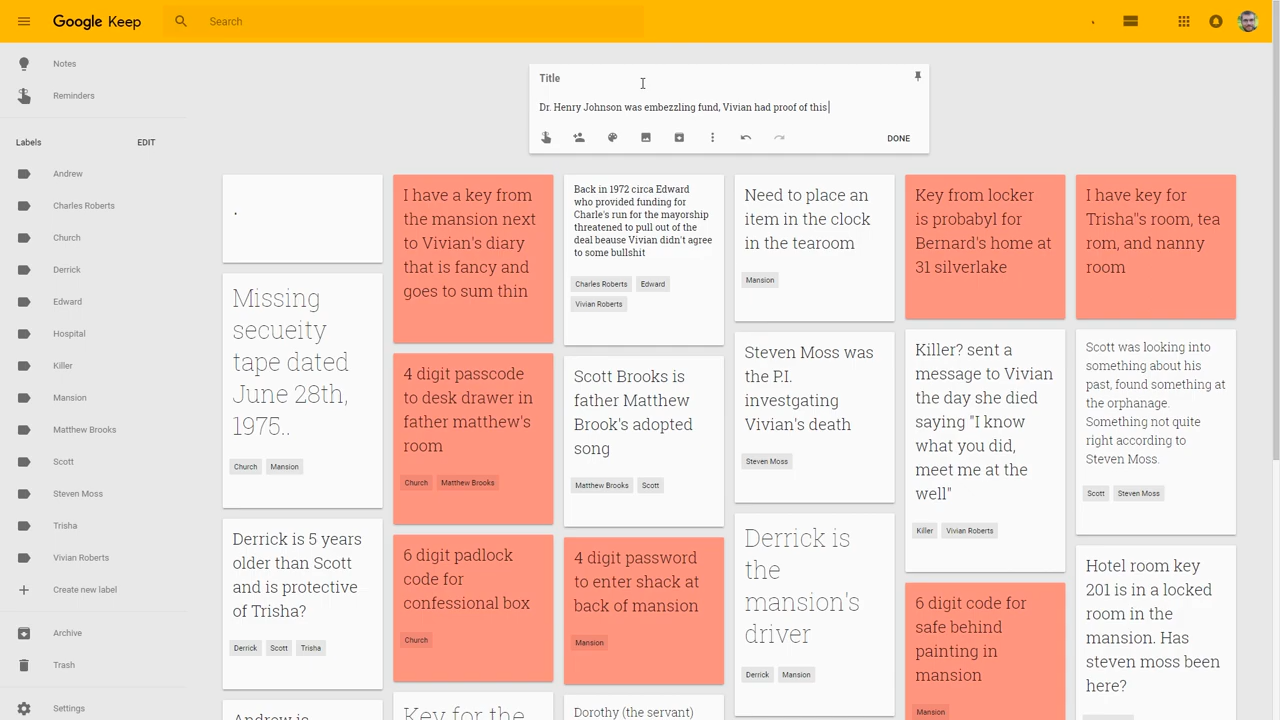 Google Keep
Search
Notes
Reminders
Labels
EDIT
Andrew
Charles Roberts
Church
Derrick
Edward
Hospital
Killer
Mansion
Matthew Brooks
Scott
Steven Moss
Trisha
Vivian Roberts
Create new label
Archive
Trash
Settings
Title
Dr. Henry Johnson was embezzling fund, Vivian had proof of this
DONE
.
Missing
secueity
tape dated
June 28th,
1975..
Church
Mansion
Derrick is 5 years
older than Scott
and is protective
of Trisha?
Derrick
Scott
Trisha
Andrew is
I have a key from
the mansion next
to Vivian's diary
that is fancy and
goes to sum thin
4 digit passcode
to desk drawer in
father matthew's
room
Church
Matthew Brooks
6 digit padlock
code for
confessional box
Church
Key for the
Back in 1972 circa Edward
who provided funding for
Charle's run for the mayorship
threatened to pull out of the
deal beause Vivian didn't agree
to some bullshit
Charles Roberts
Edward
Vivian Roberts
Scott Brooks is
father Matthew
Brook's adopted
song
Matthew Brooks
Scott
4 digit password
to enter shack at
back of mansion
Mansion
Dorothy (the servant)
Need to place an
item in the clock
in the tearoom
Mansion
Steven Moss was
the P.I.
investgating
Vivian's death
Steven Moss
Derrick is
the
mansion's
driver
Derrick
Mansion
Key from locker
is probabyl for
Bernard's home at
31 silverlake
Killer? sent a
message to Vivian
the day she died
saying "I know
what you did,
meet me at the
well"
Killer
Vivian Roberts
6 digit code for
safe behind
painting in
mansion
Mansion
I have key for
Trisha"s room, tea
rom, and nanny
room
Scott was looking into
something about his
past, found something at
the orphanage.
Something not quite
right according to
Steven Moss.
Scott
Steven Moss
Hotel room key
201 is in a locked
room in the
mansion. Has
steven moss been
here?